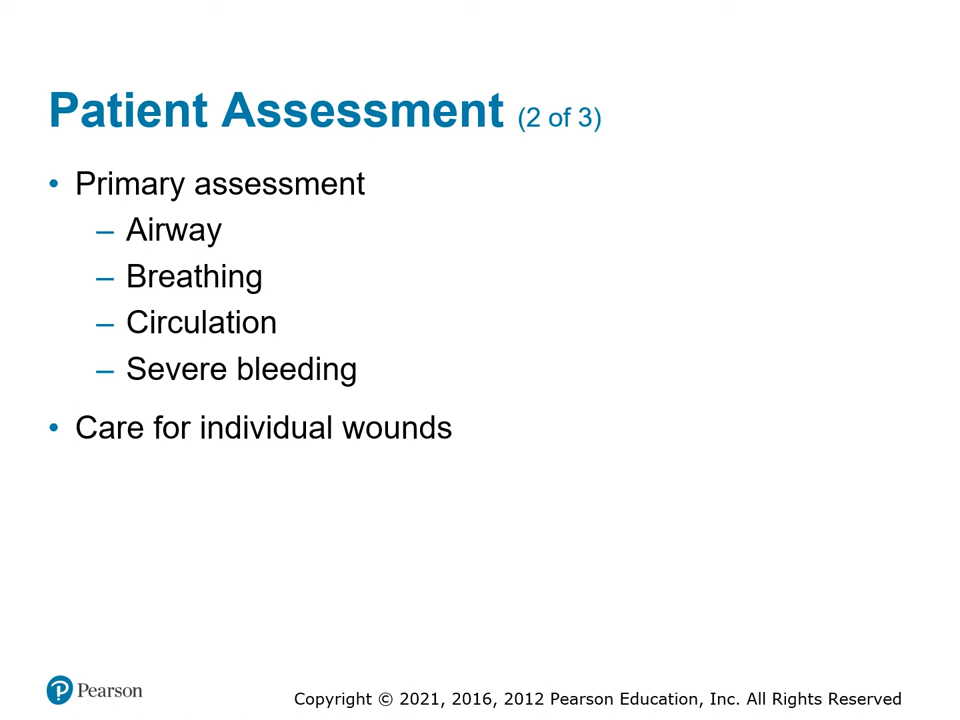 Patient Assessment (2 of 3)
• Primary assessment
– Airway
– Breathing
– Circulation
– Severe bleeding
• Care for individual wounds
Pearson
Copyright © 2021, 2016, 2012 Pearson Education, Inc. All Rights Reserved